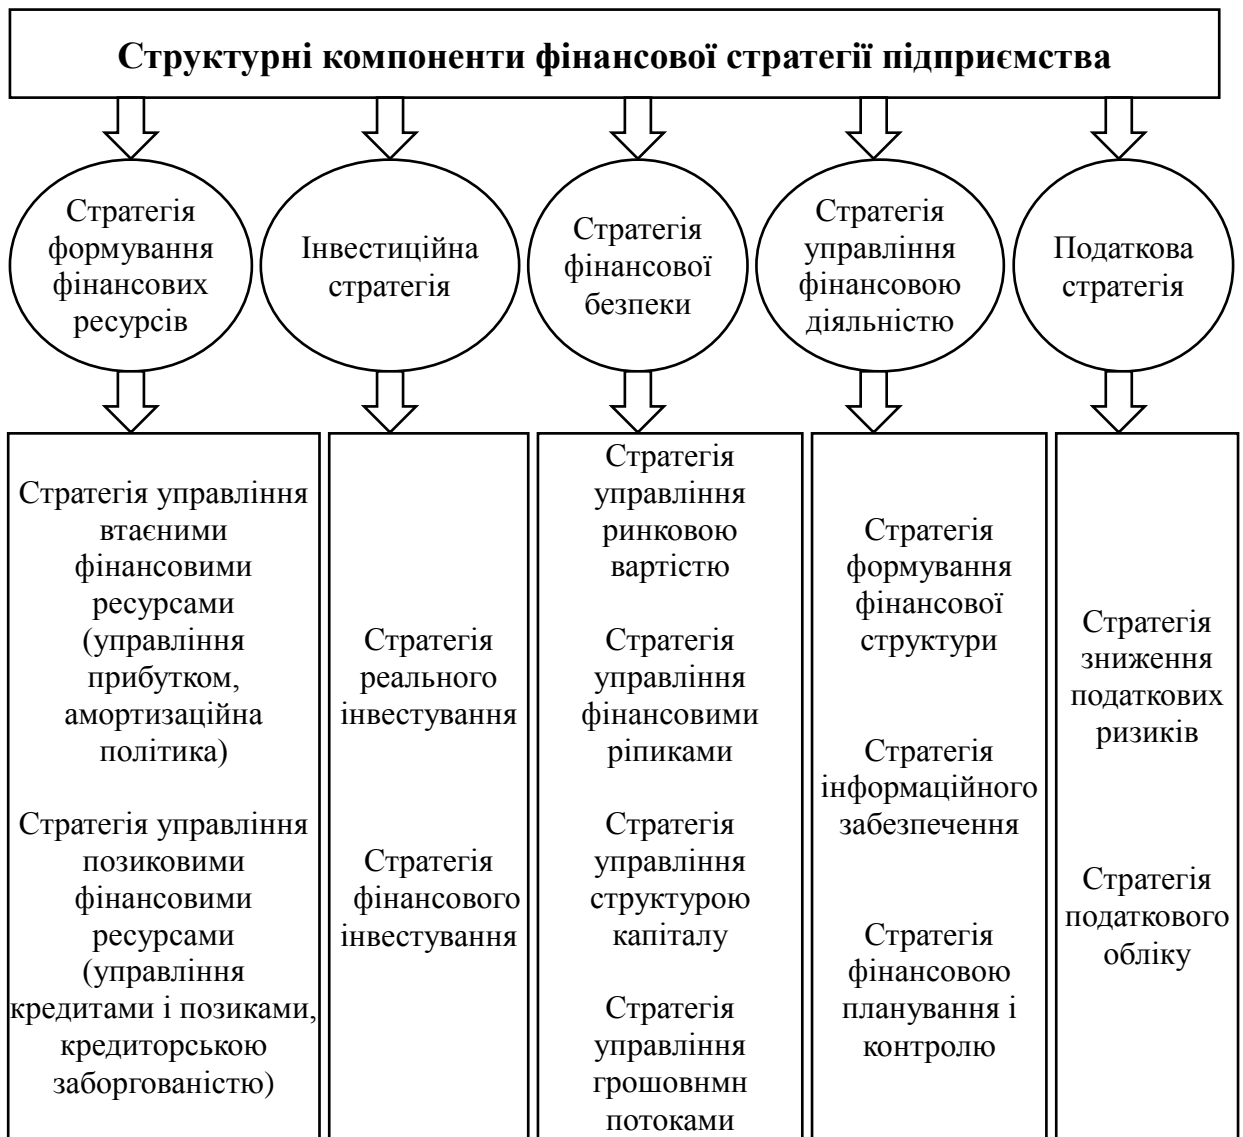 Структурні компоненти фінансової стратегії підприємства
Стратегія
формування
фінансових
ресурсів
Інвестиційна
стратегія
Стратегія
фінансової
безпеки
Стратегія
управління
фінансовою
діяльністю
Податкова
стратегія
Стратегія управління
втаєними
фінансовими
ресурсами
(управління
прибутком,
амортизаційна
політика)
Стратегія управління
позиковими
фінансовими
ресурсами
(управління
кредитами і позиками,
кредиторською
заборгованістю)
Стратегія
реального
інвестування
Стратегія
фінансового
інвестування
Стратегія
управління
ринковою
вартістю
Стратегія
управління
фінансовими
ріпиками
Стратегія
управління
структурою
капіталу
Стратегія
управління
грошовнмн
потоками
Стратегія
формування
фінансової
структури
Стратегія
інформаційного
забезпечення
Стратегія
фінансовою
планування і
контролю
Стратегія
зниження
податкових
ризиків
Стратегія
податкового
обліку